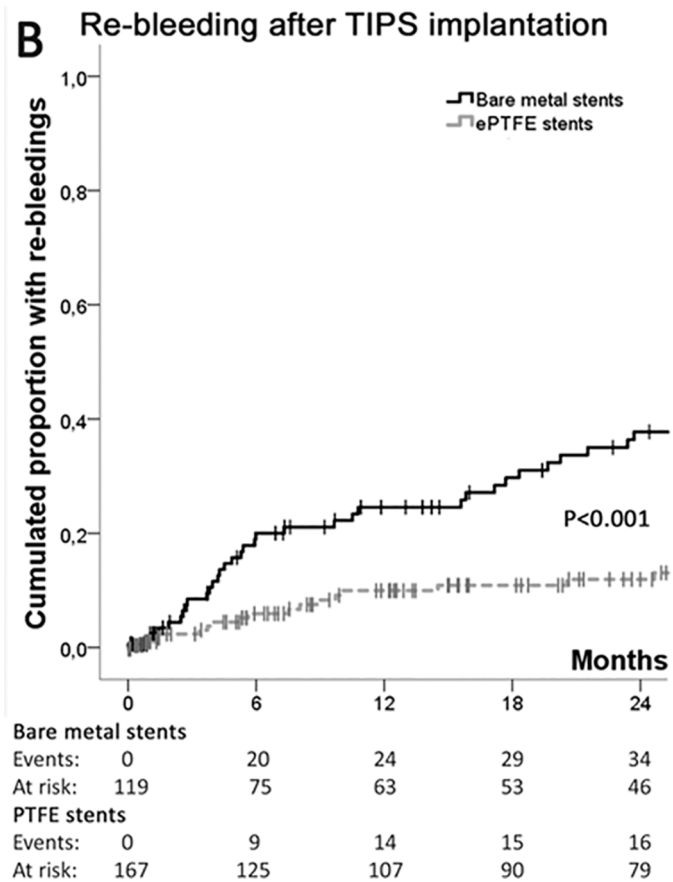 B Re-bleeding after TIPS implantation
Cumulated proportion with re-bleedings
1,0
0,8
0,6
0,4
0,2
0,0
Bare metal stents
ePTFE stents
P<0.001
Months
0 6 12 18 24
Bare metal stents
Events: 0 20 24 29 34
At risk: 119 75 63 53 46
PTFE stents
Events: 0 9 14 15 16
At risk: 167 125 107 90 79